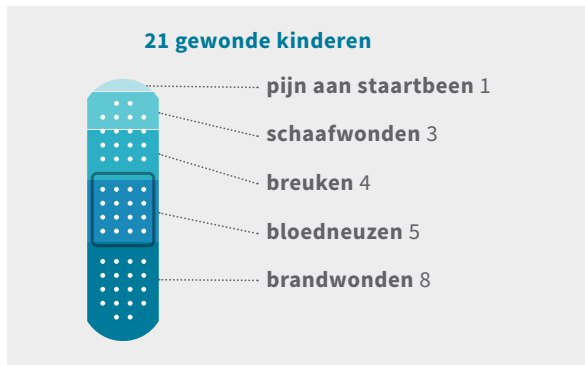 21 gewonde kinderen
pijn aan staartbeen 1
schaafwonden 3
breuken 4
bloedneuzen 5
brandwonden 8